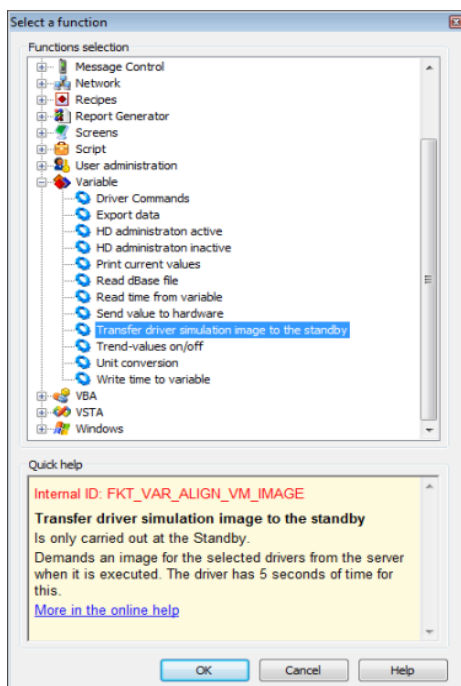 Select a function
Functions selection
Message Control
Network
Recipes
Report Generator
Screens
Script
User administration
Variable
Driver Commands
Export data
HD administraton active
HD administraton inactive
Print current values
Read dBase file
Read time from variable
Send value to hardware
Transfer driver simulation image to the standby
Trend-values on/off
Unit conversion
Write time to variable
VBA
VSTA
Windows
Quick help
Internal ID: FKT_VAR_ALIGN_VM_IMAGE
Transfer driver simulation image to the standby
Is only carried out at the Standby.
Demands an image for the selected drivers from the server
when it is executed. The driver has 5 seconds of time for
this.
More in the online help
OK Cancel Help